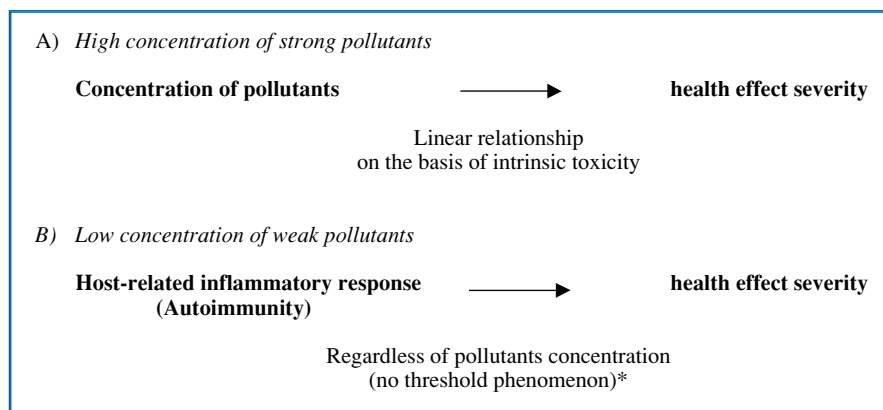 A) High concentration of strong pollutants
Concentration of pollutants health effect severity
Linear relationship
on the basis of intrinsic toxicity
B) Low concentration of weak pollutants
Host-related inflammatory response health effect severity
(Autoimmunity)
Regardless of pollutants concentration
(no threshold phenomenon)*